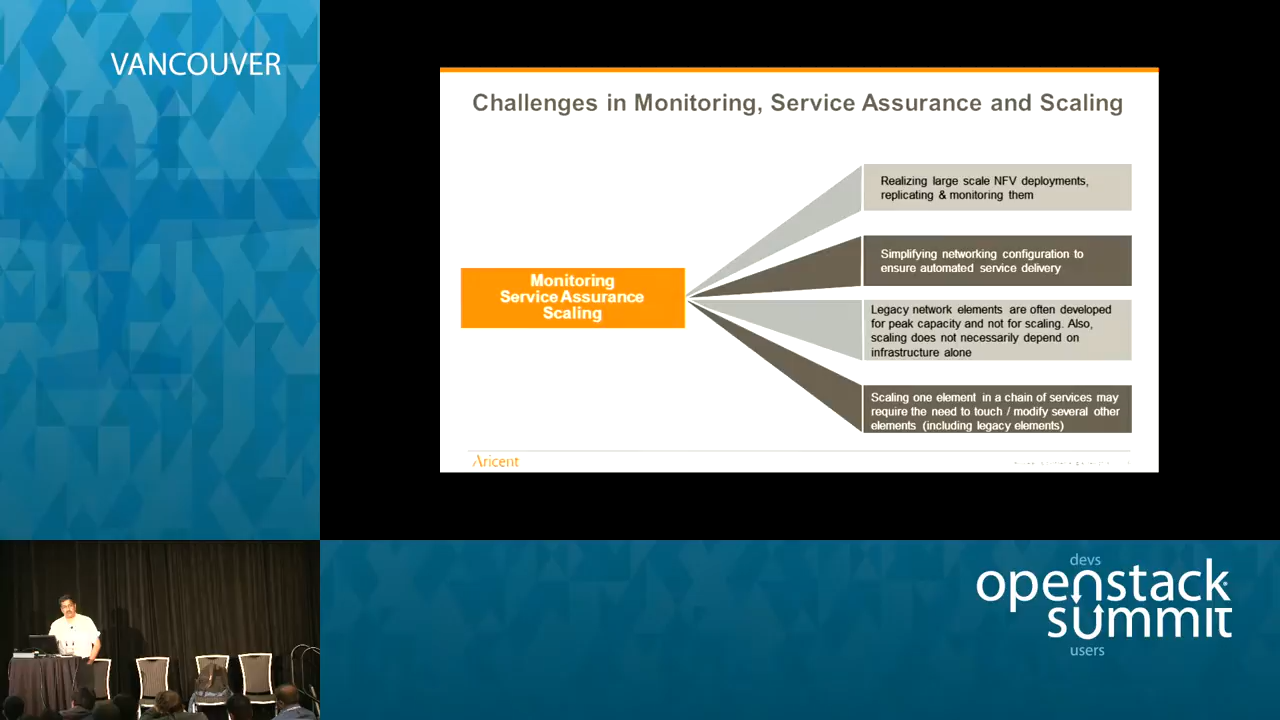 VANCOUVER
Challenges in Monitoring, Service Assurance and Scaling
Monitoring
Service Assurance
Scaling
Realizing large scale NFV deployments,
replicating & monitoring them
Simplifying networking configuration to
ensure automated service delivery
Legacy network elements are often developed
for peak capacity and not for scaling. Also,
scaling does not necessarily depend on
infrastructure alone
Scaling one element in a chain of services may
require the need to touch / modify several other
elements (including legacy elements)
Aricent
devs
openstack
summit
users